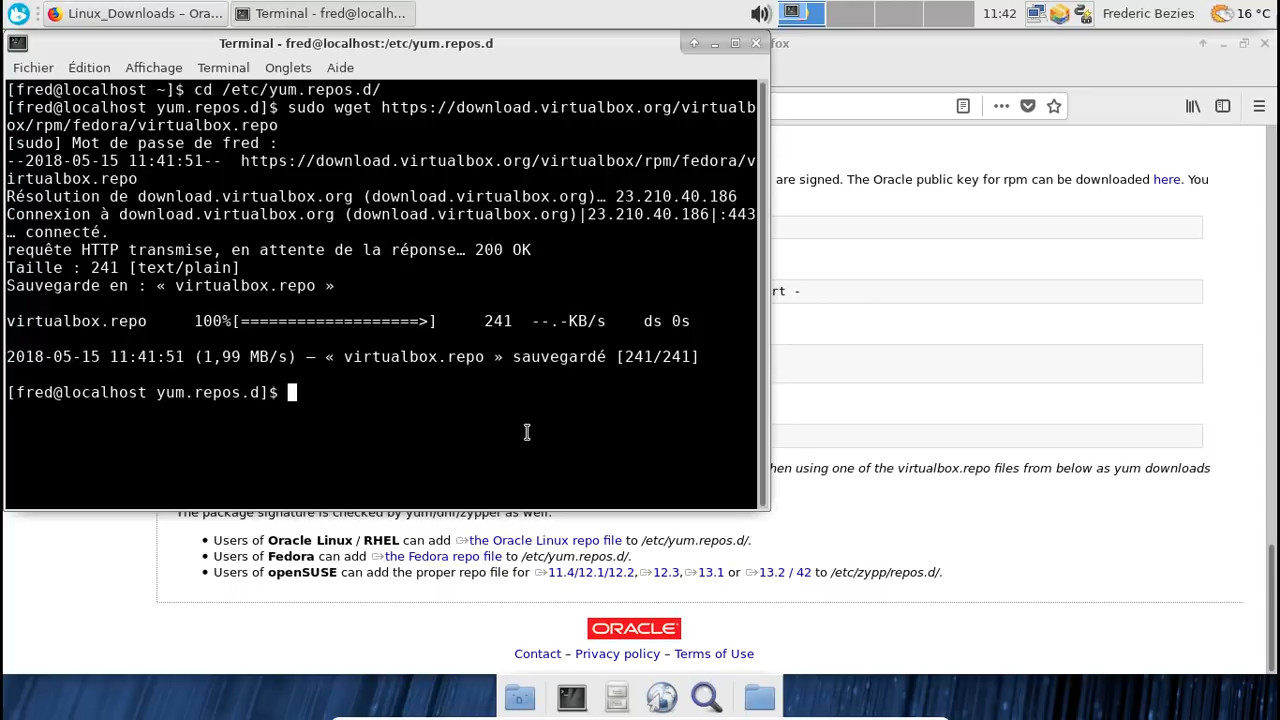 Linux_Downloads – Ora...
Terminal - fred@localh...
11:42
Frederic Bezies
16 °C
Terminal - fred@localhost:/etc/yum.repos.d
fox
Fichier Édition Affichage Terminal Onglets Aide
[fred@localhost ~]$ cd /etc/yum.repos.d/
[fred@localhost yum.repos.d]$ sudo wget https://download.virtualbox.org/virtualb
ox/rpm/fedora/virtualbox.repo
[sudo] Mot de passe de fred :
--2018-05-15 11:41:51-- https://download.virtualbox.org/virtualbox/rpm/fedora/v
irtualbox.repo
Résolution de download.virtualbox.org (download.virtualbox.org)… 23.210.40.186
Connexion à download.virtualbox.org (download.virtualbox.org)|23.210.40.186|:443
… connecté.
requête HTTP transmise, en attente de la réponse… 200 OK
Taille : 241 [text/plain]
Sauvegarde en : « virtualbox.repo »
virtualbox.repo 100%[===================>] 241 --.-KB/s ds 0s
2018-05-15 11:41:51 (1,99 MB/s) — « virtualbox.repo » sauvegardé [241/241]
[fred@localhost yum.repos.d]$
are signed. The Oracle public key for rpm can be downloaded here. You
rt -
hen using one of the virtualbox.repo files from below as yum downloads
The package signature is checked by yum/dnf/zypper as well.
• Users of Oracle Linux / RHEL can add the Oracle Linux repo file to /etc/yum.repos.d/.
• Users of Fedora can add the Fedora repo file to /etc/yum.repos.d/.
• Users of openSUSE can add the proper repo file for 11.4/12.1/12.2, 12.3, 13.1 or 13.2 / 42 to /etc/zypp/repos.d/.
ORACLE
Contact – Privacy policy – Terms of Use